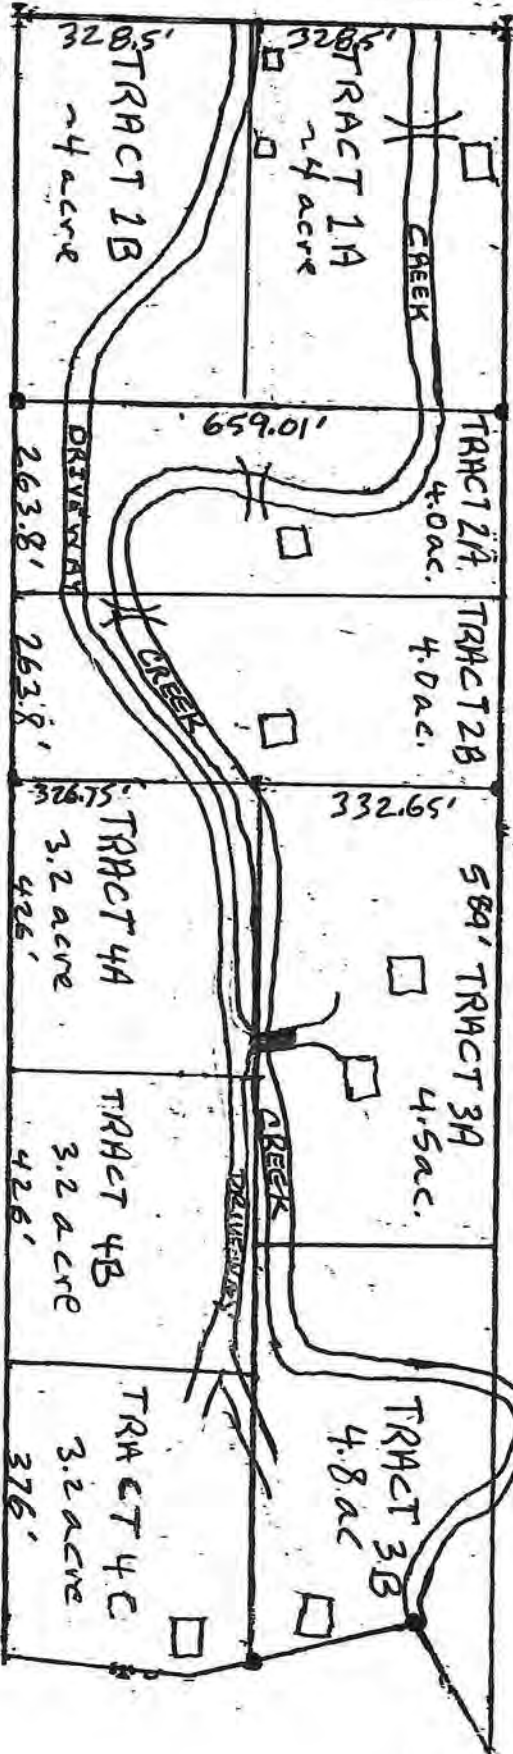 328.5'
TRACT 1B
~4 acre
328.5'
TRACT 1A
~4 acre
CREEK
659.01'
TRACT 2A
4.0ac.
DRIVEWAY
263.8'
TRACT 2B
4.0ac.
CREEK
263.8'
326.75'
TRACT 4A
3.2 acre
426'
332.65'
589' TRACT 3A
4.5ac.
CREEK
TRACT 4B
3.2 acre
426'
DRIVEWAY
TRACT 3B
4.8 ac
TRACT 4C
3.2 acre
376'